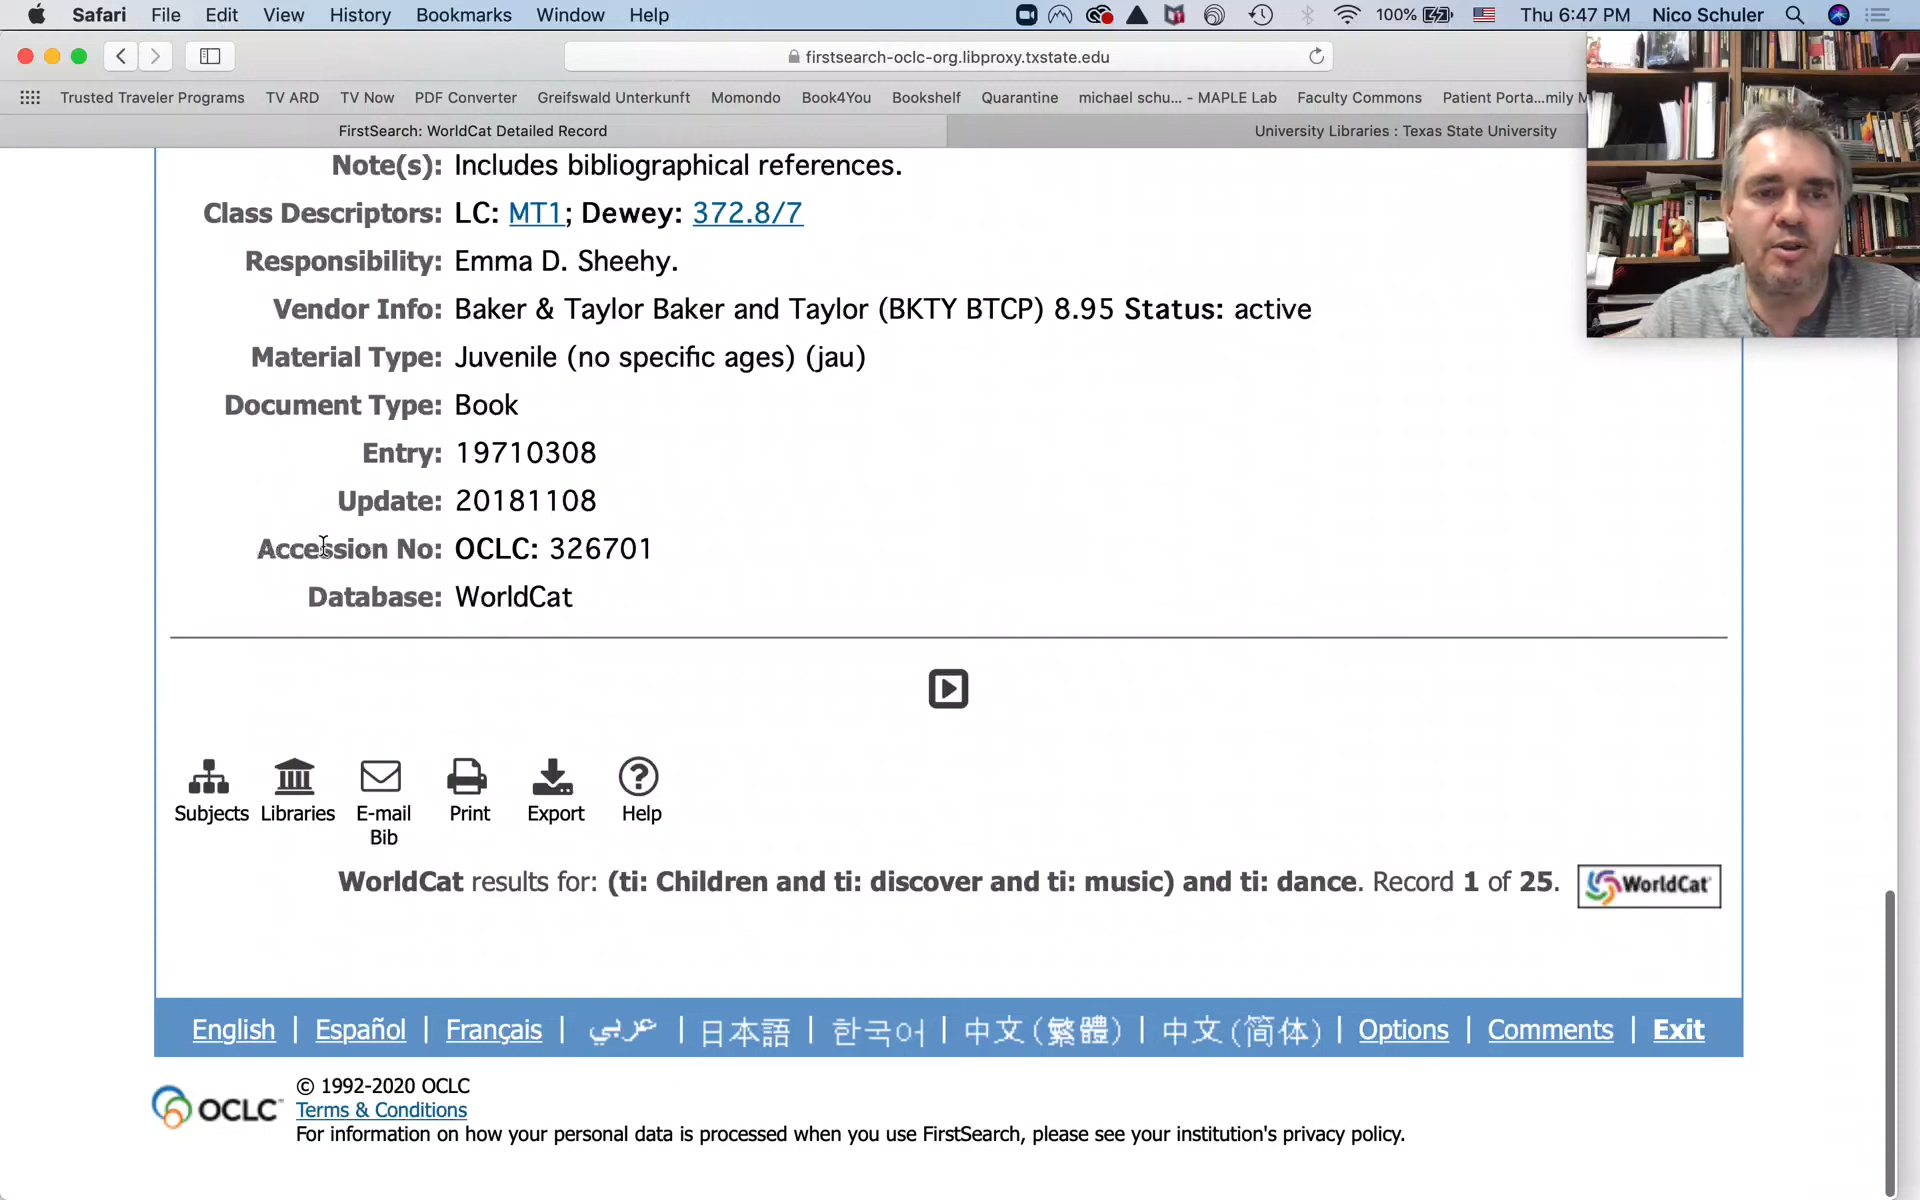 Safari File Edit View History Bookmarks Window Help 100% Thu 6:47 PM Nico Schuler
firstsearch-oclc-org.libproxy.txstate.edu
Trusted Traveler Programs TV ARD TV Now PDF Converter Greifswald Unterkunft Momondo Book4You Bookshelf Quarantine michael schu... - MAPLE Lab Faculty Commons Patient Porta...mily M
FirstSearch: WorldCat Detailed Record University Libraries : Texas State University
Note(s): Includes bibliographical references.
Class Descriptors: LC: MT1; Dewey: 372.8/7
Responsibility: Emma D. Sheehy.
Vendor Info: Baker & Taylor Baker and Taylor (BKTY BTCP) 8.95 Status: active
Material Type: Juvenile (no specific ages) (jau)
Document Type: Book
Entry: 19710308
Update: 20181108
Accession No: OCLC: 326701
Database: WorldCat
Subjects Libraries E-mail Bib Print Export Help
WorldCat results for: (ti: Children and ti: discover and ti: music) and ti: dance. Record 1 of 25. WorldCat
English | Español | Français | عربي | 日本語 | 한국어 | 中文(繁體) | 中文(简体) | Options | Comments | Exit
OCLC © 1992-2020 OCLC
Terms & Conditions
For information on how your personal data is processed when you use FirstSearch, please see your institution's privacy policy.